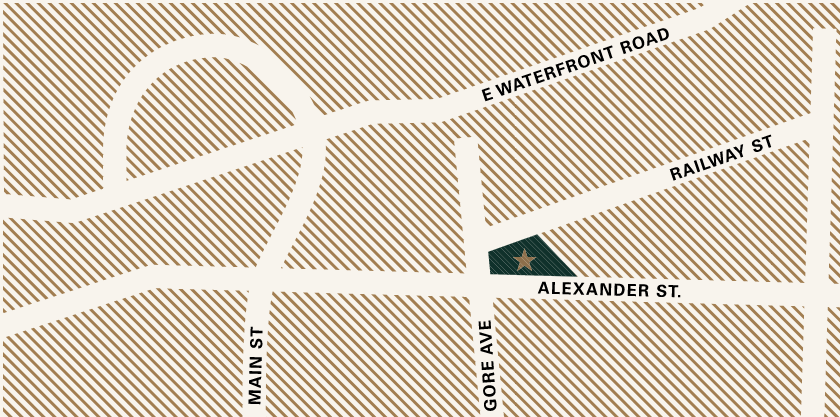 E WATERFRONT ROAD
RAILWAY ST
ALEXANDER ST.
MAIN ST
GORE AVE